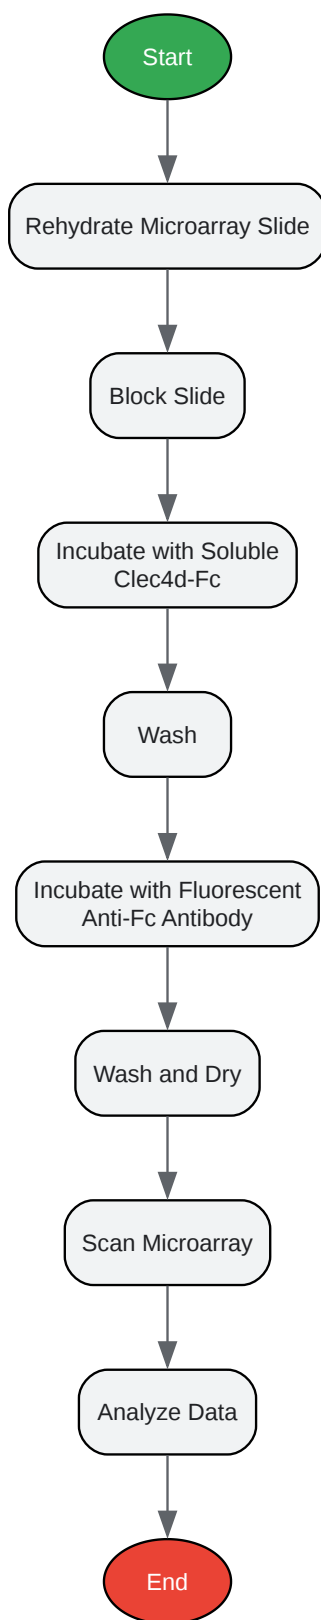 Start
Rehydrate Microarray Slide
Block Slide
Incubate with Soluble
Clec4d-Fc
Wash
Incubate with Fluorescent
Anti-Fc Antibody
Wash and Dry
Scan Microarray
Analyze Data
End